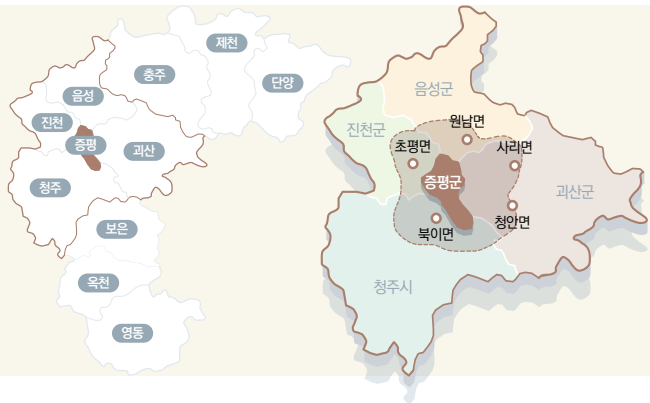 제천
충주
단양
음성
진천
증평
괴산
청주
보은
옥천
영동
음성군
진천군
원남면
초평면
사리면
증평군
괴산군
청안면
북이면
청주시